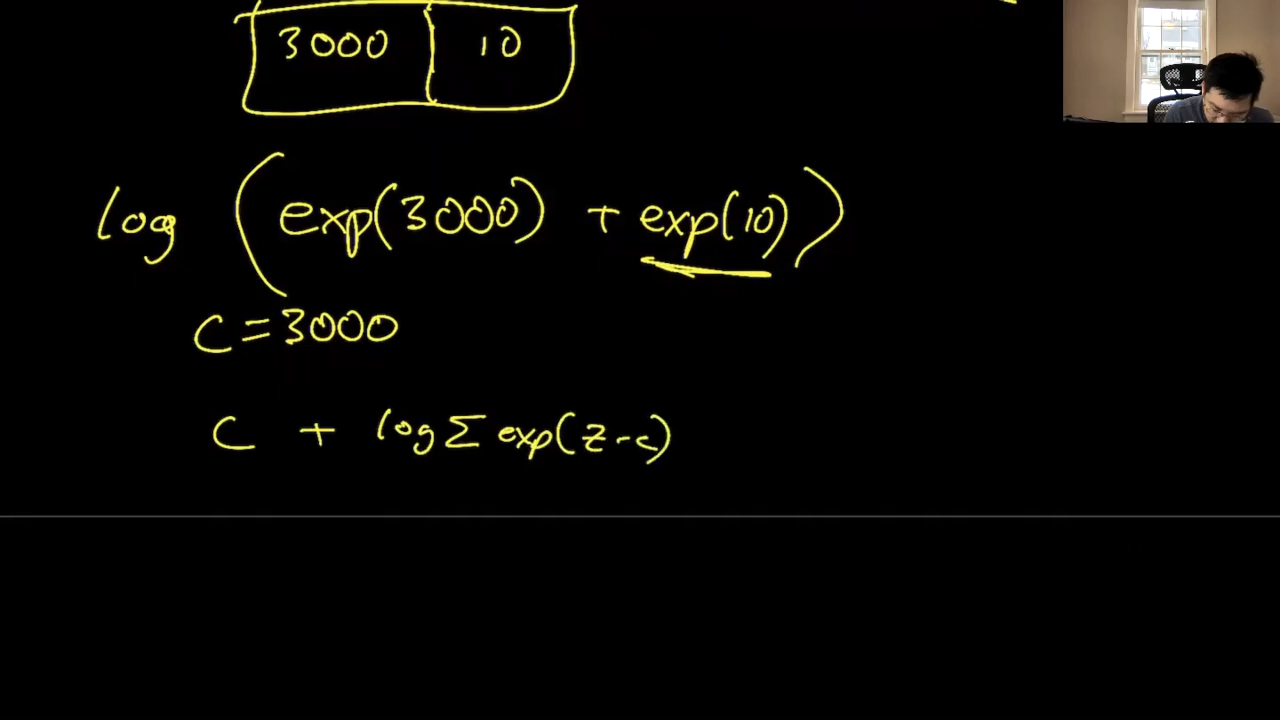 3000 10
log (exp(3000) + exp(10))
C=3000
C + log Σ exp(z-c)